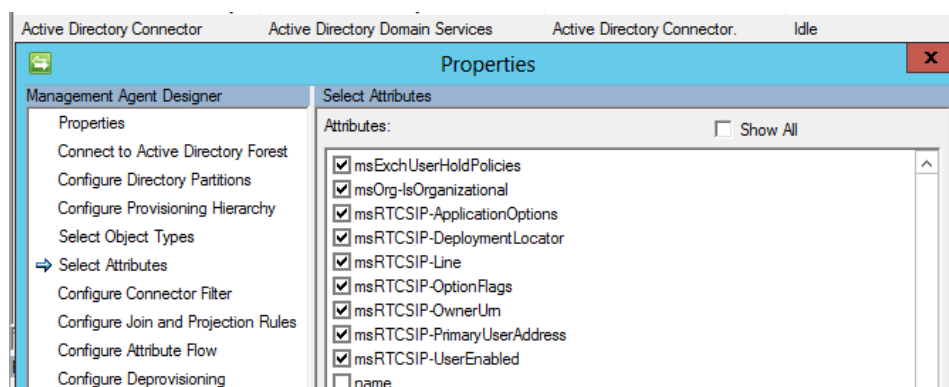 Active Directory Connector Active Directory Domain Services Active Directory Connector. Idle
Properties
x
Management Agent Designer
Properties
Connect to Active Directory Forest
Configure Directory Partitions
Configure Provisioning Hierarchy
Select Object Types
Select Attributes
Configure Connector Filter
Configure Join and Projection Rules
Configure Attribute Flow
Configure Deprovisioning
Select Attributes
Attributes: Show All
msExchUserHoldPolicies
msOrg-IsOrganizational
msRTCSIP-ApplicationOptions
msRTCSIP-DeploymentLocator
msRTCSIP-Line
msRTCSIP-OptionFlags
msRTCSIP-OwnerUrn
msRTCSIP-PrimaryUserAddress
msRTCSIP-UserEnabled
name